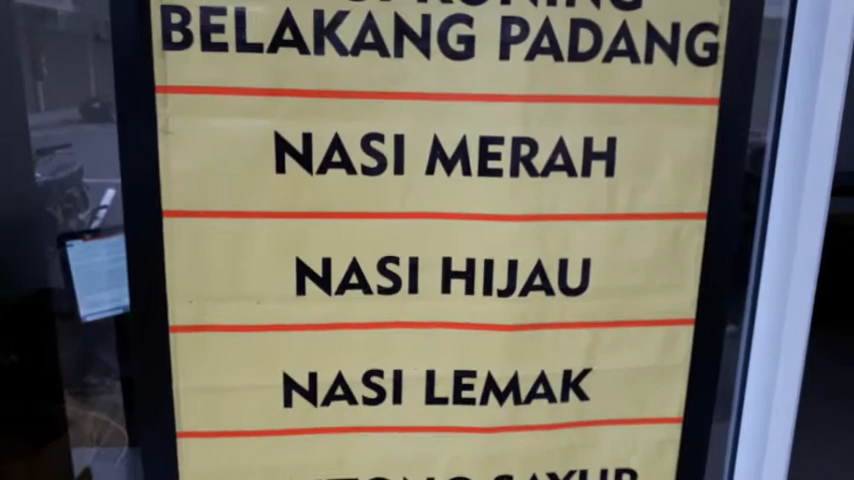 BELAKANG PADANG
NASI MERAH
NASI HIJAU
NASI LEMAK